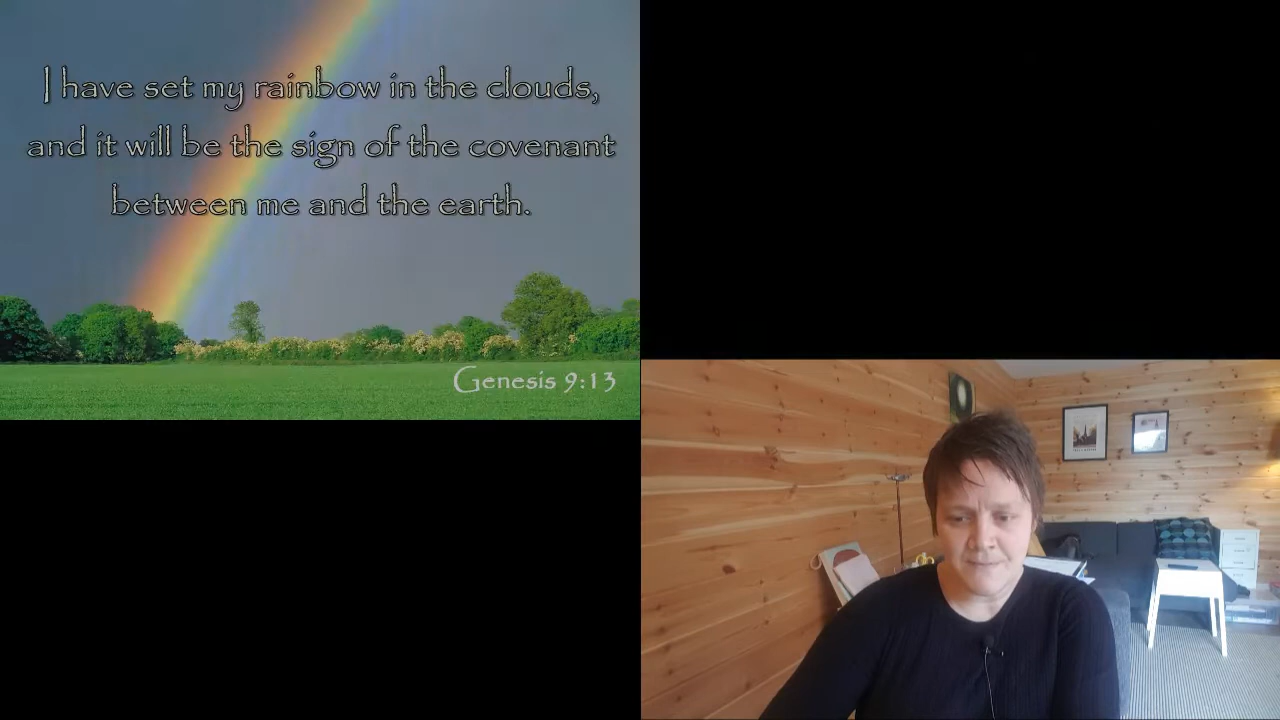 I have set my rainbow in the clouds,
and it will be the sign of the covenant
between me and the earth.
Genesis 9:13